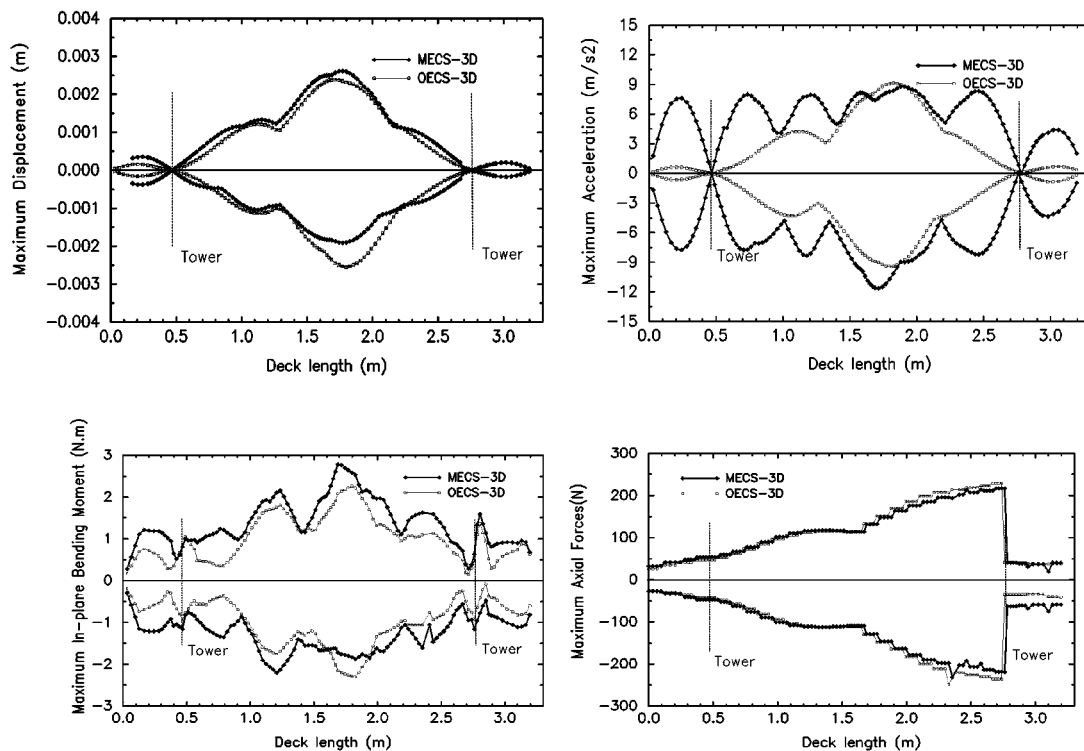 Maximum Displacement (m)
0.004
0.003
0.002
0.001
0.000
-0.001
-0.002
-0.003
-0.004
MECS-3D
OECS-3D
Tower
Tower
0.0
0.5
1.0
1.5
2.0
2.5
3.0
Deck length (m)
Maximum Acceleration (m/s2)
15
12
9
6
3
0
-3
-6
-9
-12
-15
MECS-3D
OECS-3D
Tower
Tower
0.0
0.5
1.0
1.5
2.0
2.5
3.0
Deck length (m)
Maximum In-plane Bending Moment (N.m)
3
2
1
0
-1
-2
-3
MECS-3D
OECS-3D
Tower
Tower
0.0
0.5
1.0
1.5
2.0
2.5
3.0
Deck length (m)
Maximum Axial Forces(N)
300
200
100
0
-100
-200
-300
MECS-3D
OECS-3D
Tower
Tower
0.0
0.5
1.0
1.5
2.0
2.5
3.0
Deck length (m)